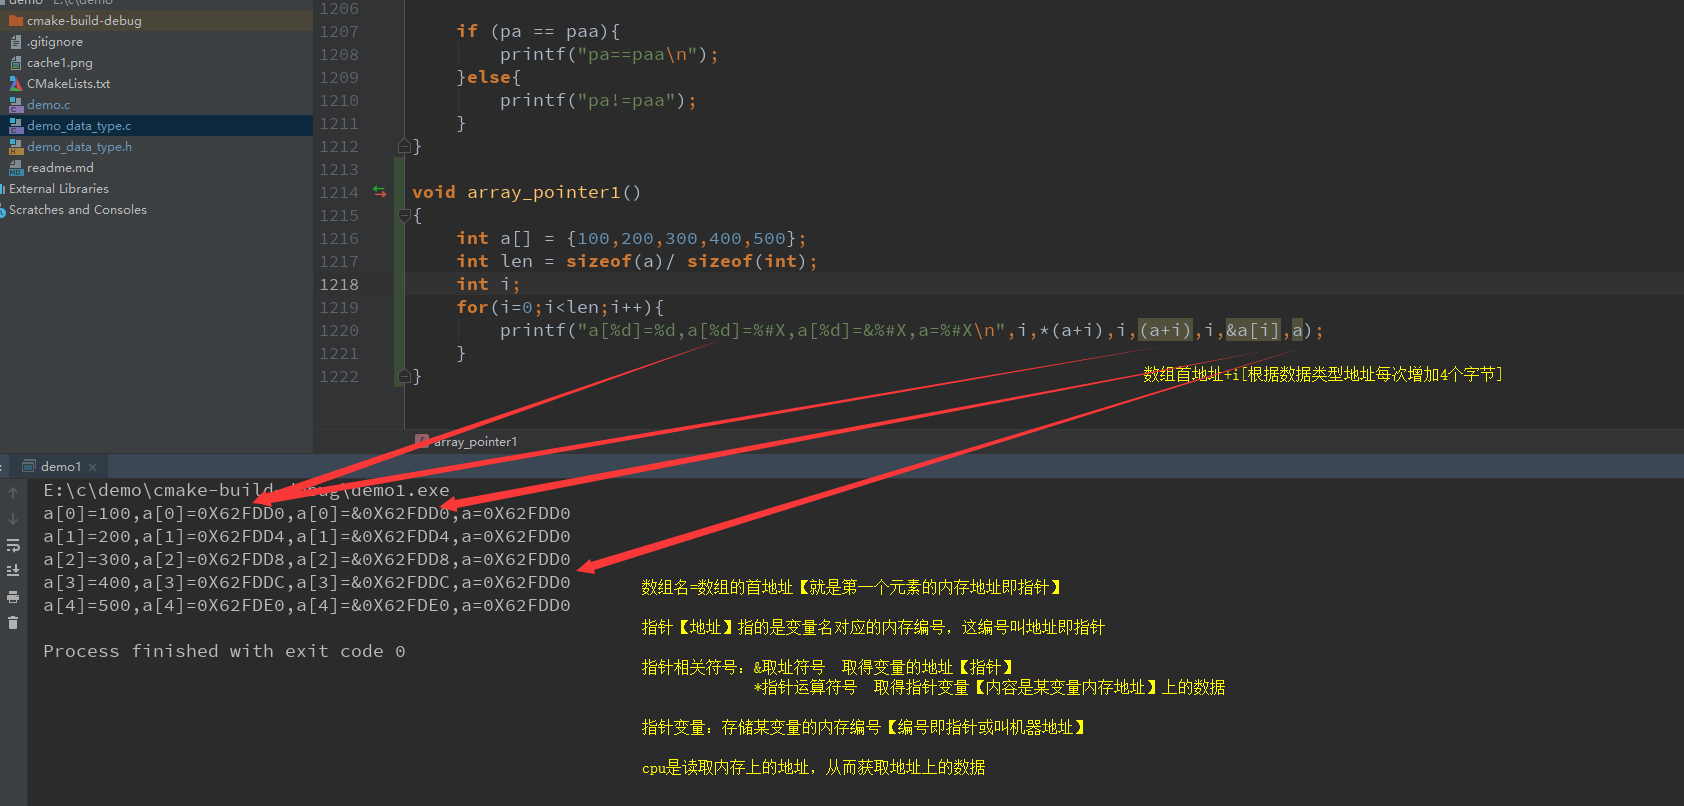 demo E:\c\demo
cmake-build-debug
.gitignore
cache1.png
CMakeLists.txt
demo.c
demo_data_type.c
demo_data_type.h
readme.md
External Libraries
Scratches and Consoles
1206
1207 if (pa == paa){
1208 printf("pa==paa\n");
1209 }else{
1210 printf("pa!=paa");
1211 }
1212 }
1213
1214 void array_pointer1()
1215 {
1216 int a[] = {100,200,300,400,500};
1217 int len = sizeof(a)/ sizeof(int);
1218 int i;
1219 for(i=0;i<len;i++){
1220 printf("a[%d]=%d,a[%d]=%#X,a[%d]=&%#X,a=%#X\n",i,*(a+i),i,(a+i),i,&a[i],a);
1221 }
1222 }
数组首地址+i[根据数据类型地址每次增加4个字节]
f array_pointer1
demo1
E:\c\demo\cmake-build-debug\demo1.exe
a[0]=100,a[0]=0X62FDD0,a[0]=&0X62FDD0,a=0X62FDD0
a[1]=200,a[1]=0X62FDD4,a[1]=&0X62FDD4,a=0X62FDD0
a[2]=300,a[2]=0X62FDD8,a[2]=&0X62FDD8,a=0X62FDD0
a[3]=400,a[3]=0X62FDDC,a[3]=&0X62FDDC,a=0X62FDD0
a[4]=500,a[4]=0X62FDE0,a[4]=&0X62FDE0,a=0X62FDD0
Process finished with exit code 0
数组名=数组的首地址【就是第一个元素的内存地址即指针】
指针【地址】指的是变量名对应的内存编号，这编号叫地址即指针
指针相关符号：&取址符号 取得变量的地址【指针】
*指针运算符号 取得指针变量【内容是某变量内存地址】上的数据
指针变量：存储某变量的内存编号【编号即指针或叫机器地址】
cpu是读取内存上的地址，从而获取地址上的数据